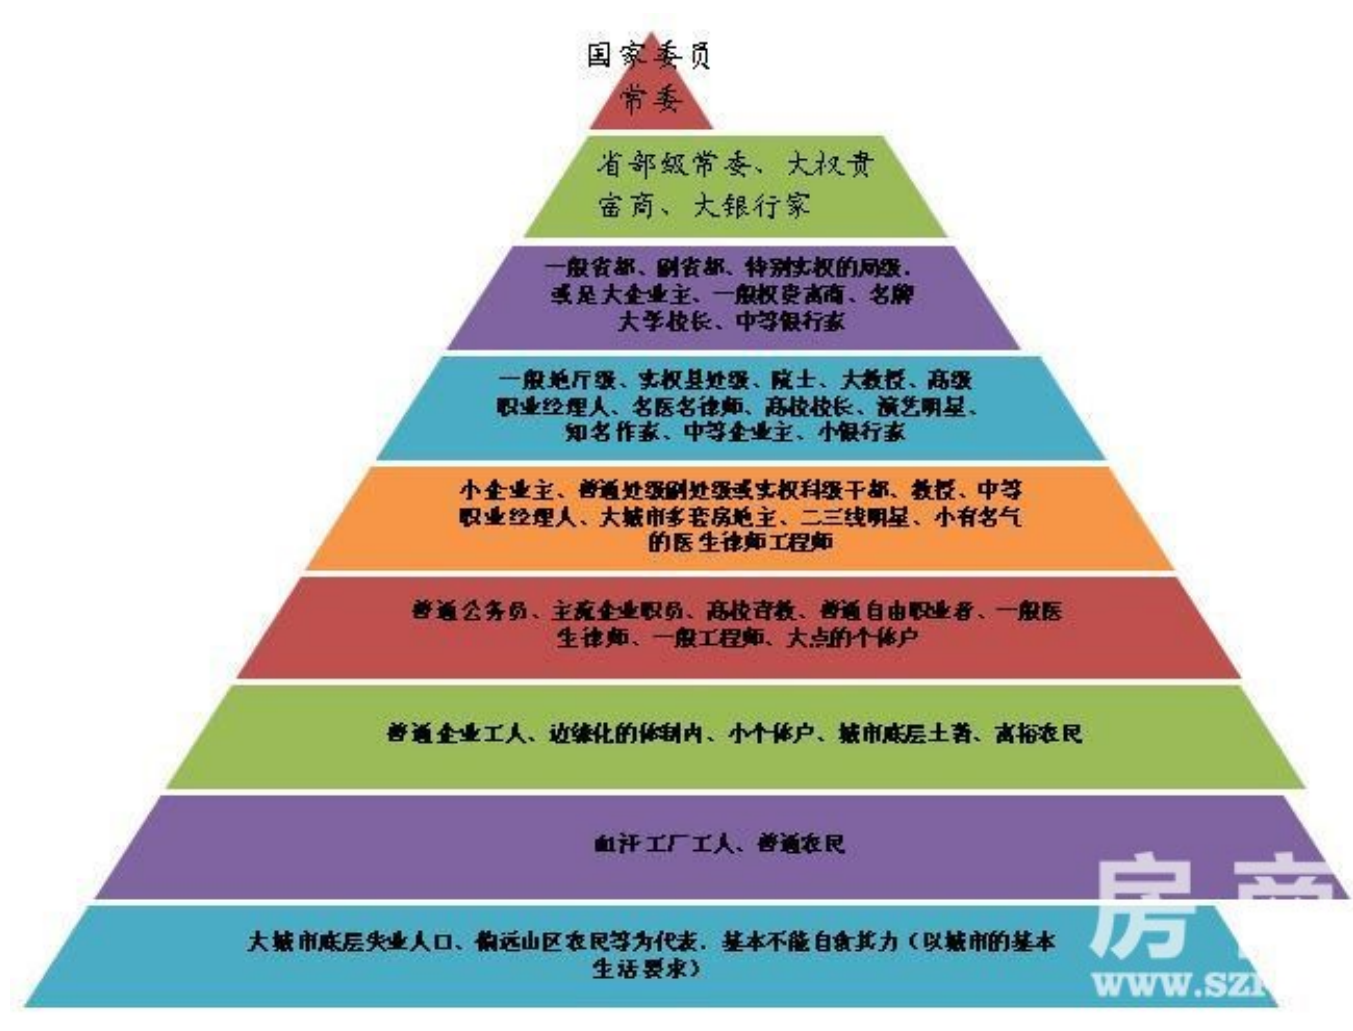 国家委员
常委
省部级常委、大权贵
富商、大银行家
一般省部、副省部、特别实权的局级.
或是大企业主、一般权贵富商、名牌
大学校长、中等银行家
一般地厅级、实权县处级、院士、大教授、高级
职业经理人、名医名律师、高校校长、演艺明星、
知名作家、中等企业主、小银行家
小企业主、普通处级副处级或实权科级干部、教授、中等
职业经理人、大城市多套房地主、二三线明星、小有名气
的医生律师工程师
普通公务员、主流企业职员、高校青教、普通自由职业者、一般医
生律师、一般工程师、大点的个体户
普通企业工人、边缘化的体制内、小个体户、城市底层土著、富裕农民
血汗工厂工人、普通农民
大城市底层失业人口、偏远山区农民等为代表.基本不能自食其力（以城市的基本
生活要求）
房 商